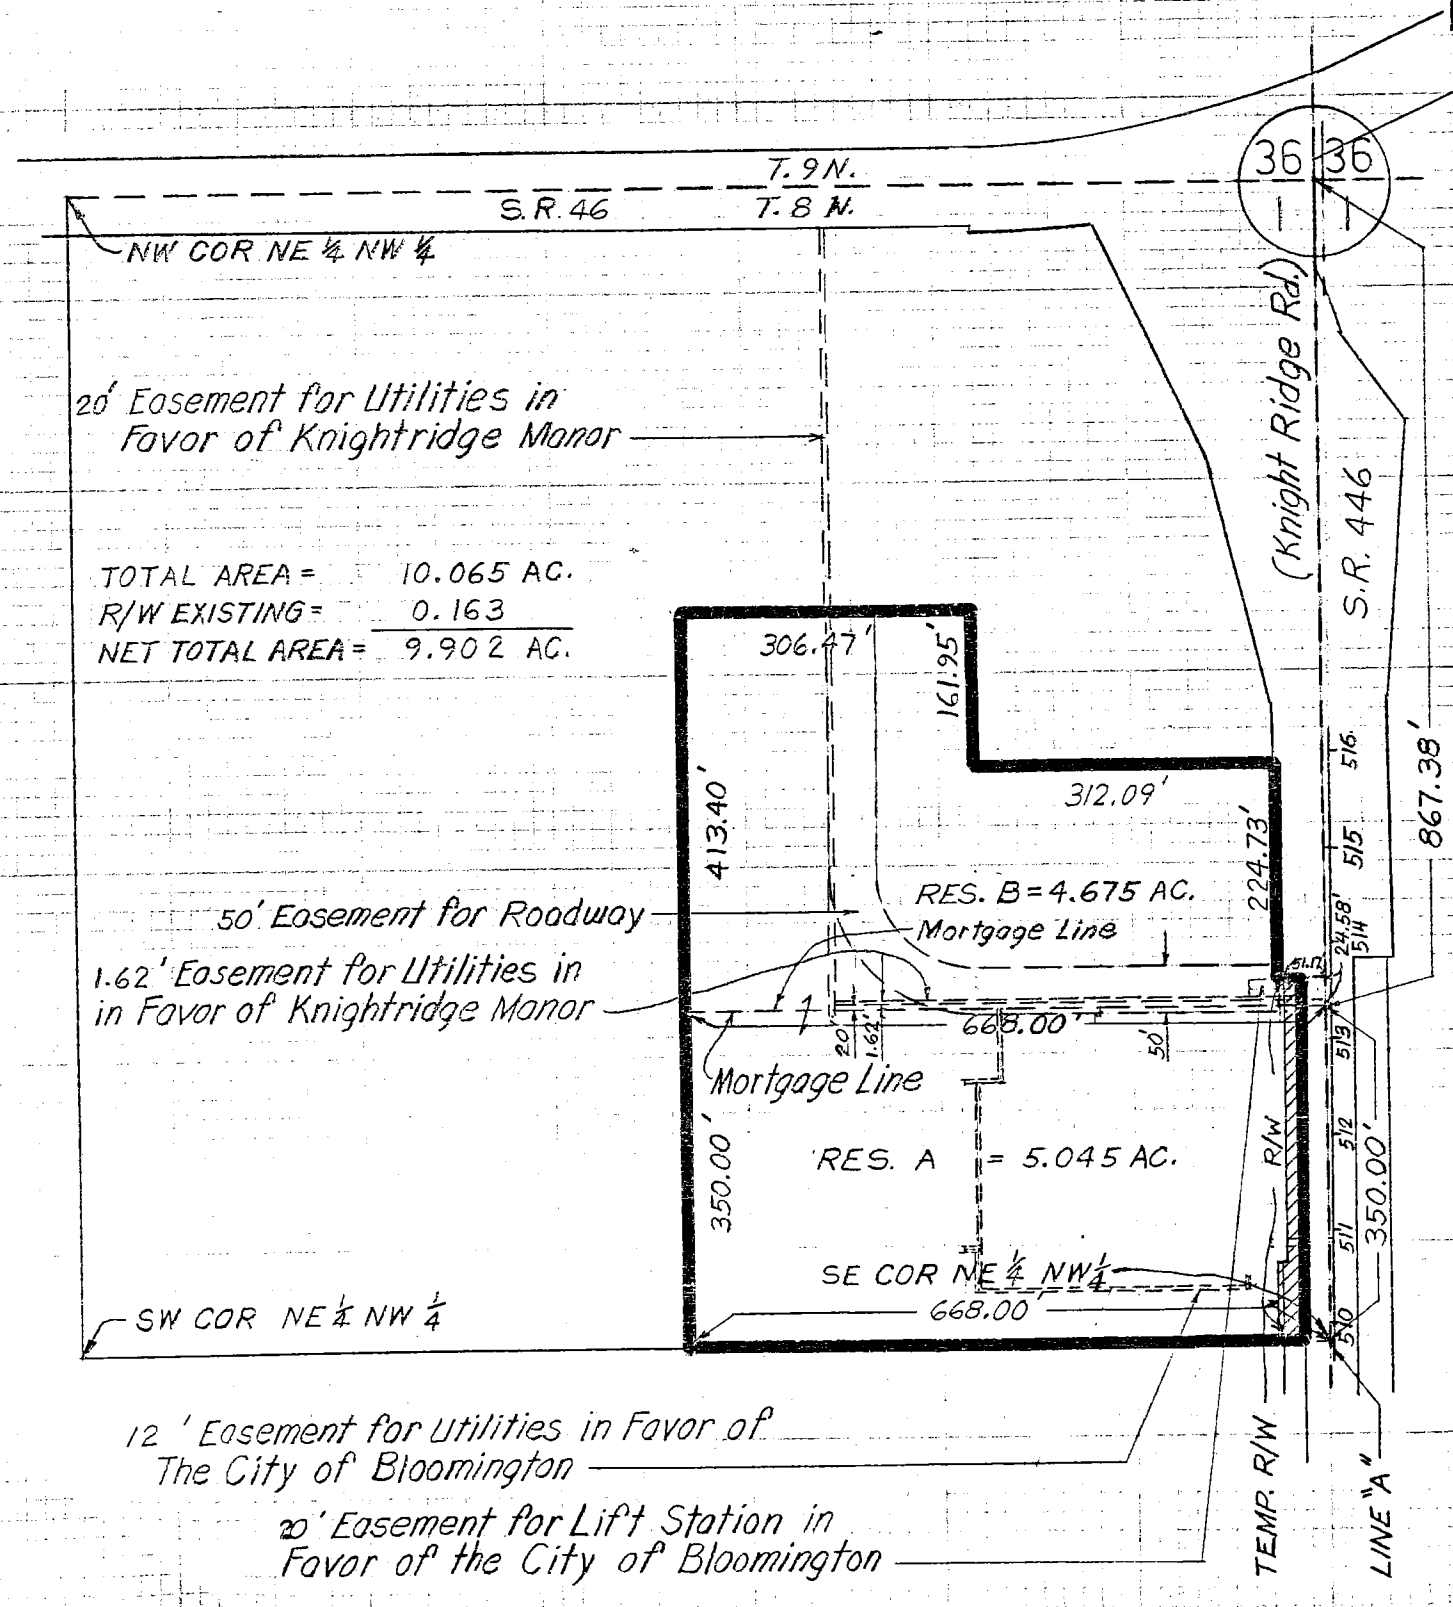 T. 9 N.
36 36
S.R. 46 T. 8 N.
1 1
NW COR NE 1/4 NW 1/4
(Knight Ridge Rd.)
S.R. 446
20' Easement for Utilities in
Favor of Knightridge Manor
TOTAL AREA = 10.065 AC.
R/W EXISTING = 0.163
NET TOTAL AREA = 9.902 AC.
306.47'
161.95'
312.09'
413.40'
224.73'
867.38'
516
515
24.58'
514
51.17
50' Easement for Roadway
RES. B = 4.675 AC.
Mortgage Line
1.62' Easement for Utilities in
in Favor of Knightridge Manor
668.00'
20'
1.62'
50'
513
Mortgage Line
512
R/W
350.00'
RES. A = 5.045 AC.
350.00'
511
SE COR NE 1/4 NW 1/4
668.00'
510
SW COR NE 1/4 NW 1/4
12' Easement for Utilities in Favor of
The City of Bloomington
20' Easement for Lift Station in
Favor of the City of Bloomington
TEMP. R/W
LINE "A"